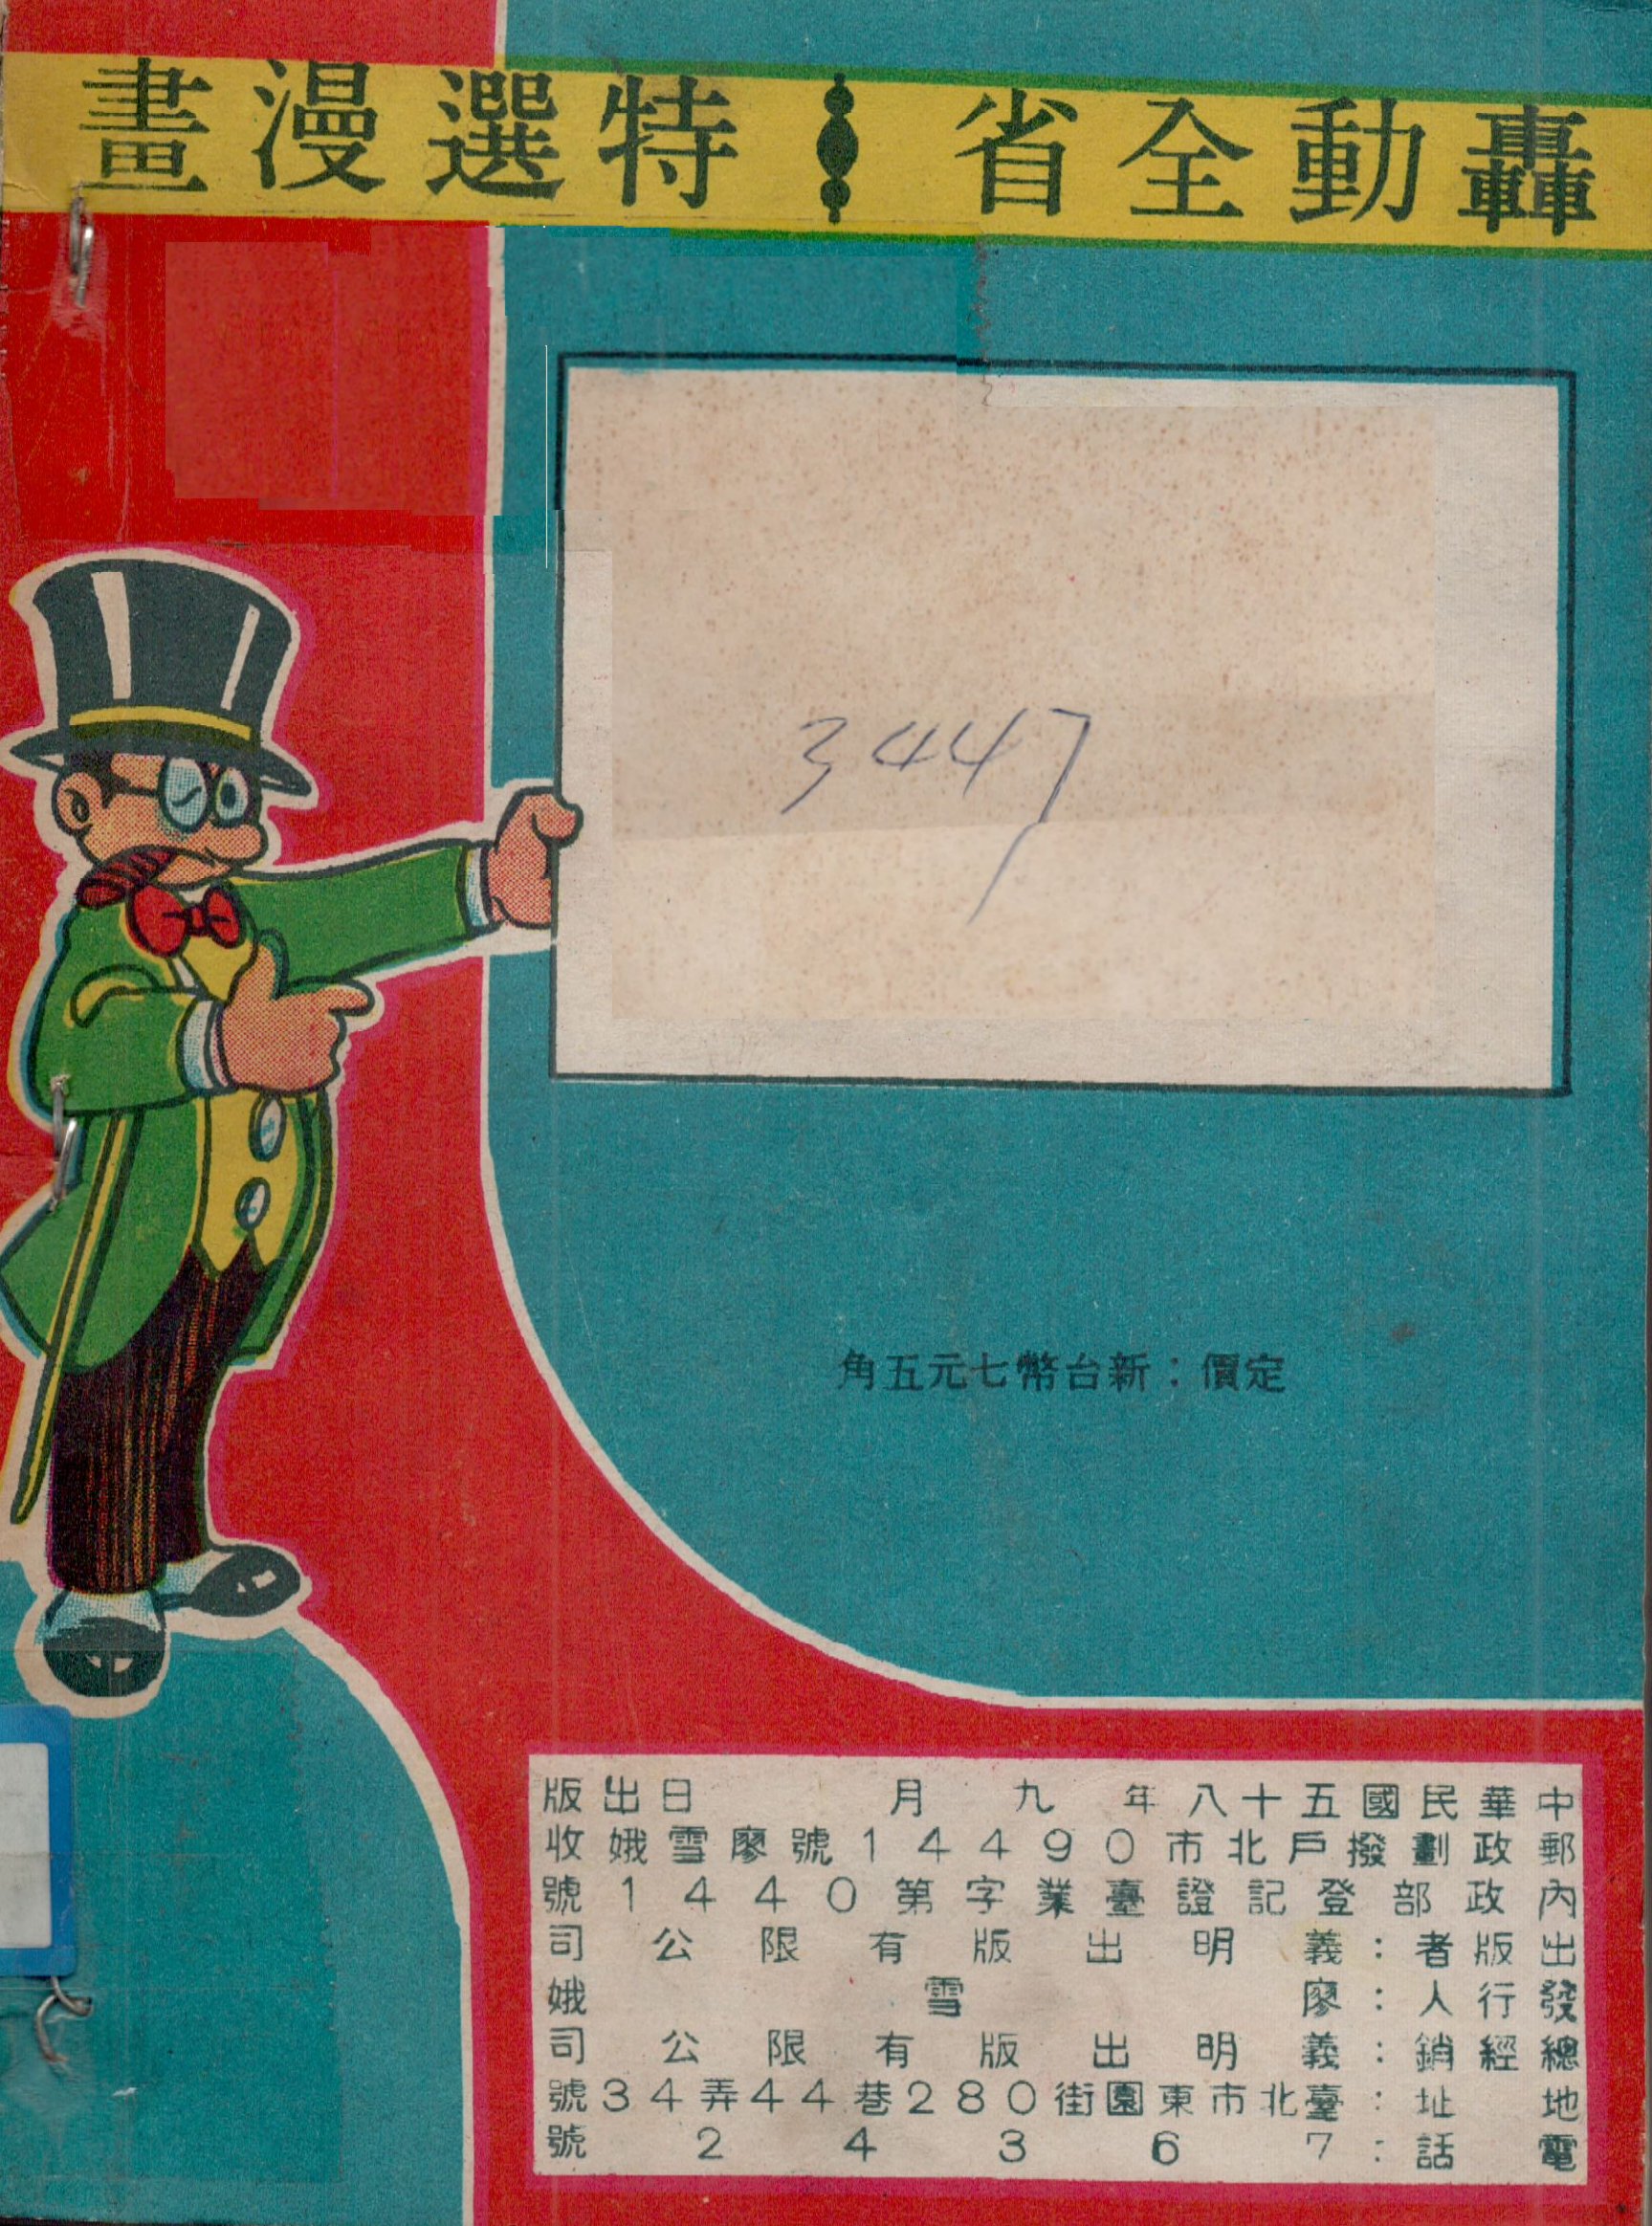 轟動全省 特選漫畫
3447
定價：新台幣七元五角
中華民國五十八年九月 日出版
郵政劃撥戶北市14490號廖雪娥收
內政部登記證臺業字第1440號
出版者：義明出版有限公司
發行人：廖雪娥
總經銷：義明出版有限公司
地址：臺北市東園街280巷44弄34號
電話：24367號